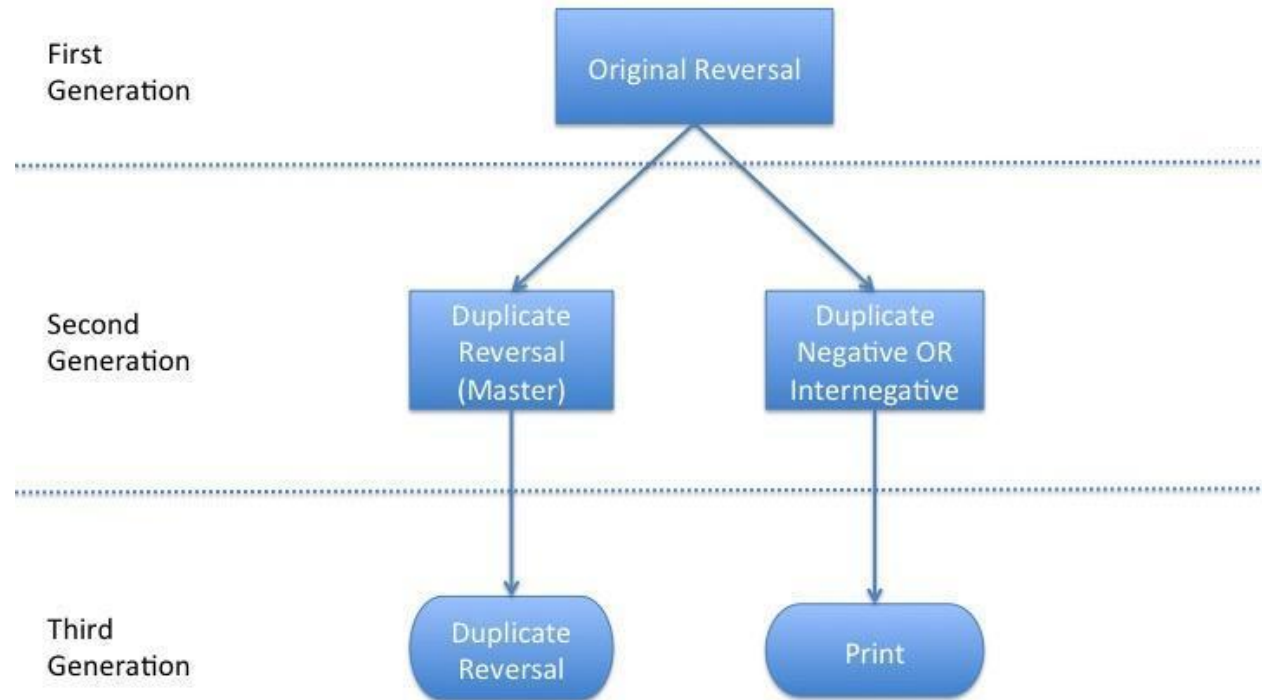 First
Generation
Original Reversal
Second
Generation
Duplicate
Reversal
(Master)
Duplicate
Negative OR
Internegative
Third
Generation
Duplicate
Reversal
Print